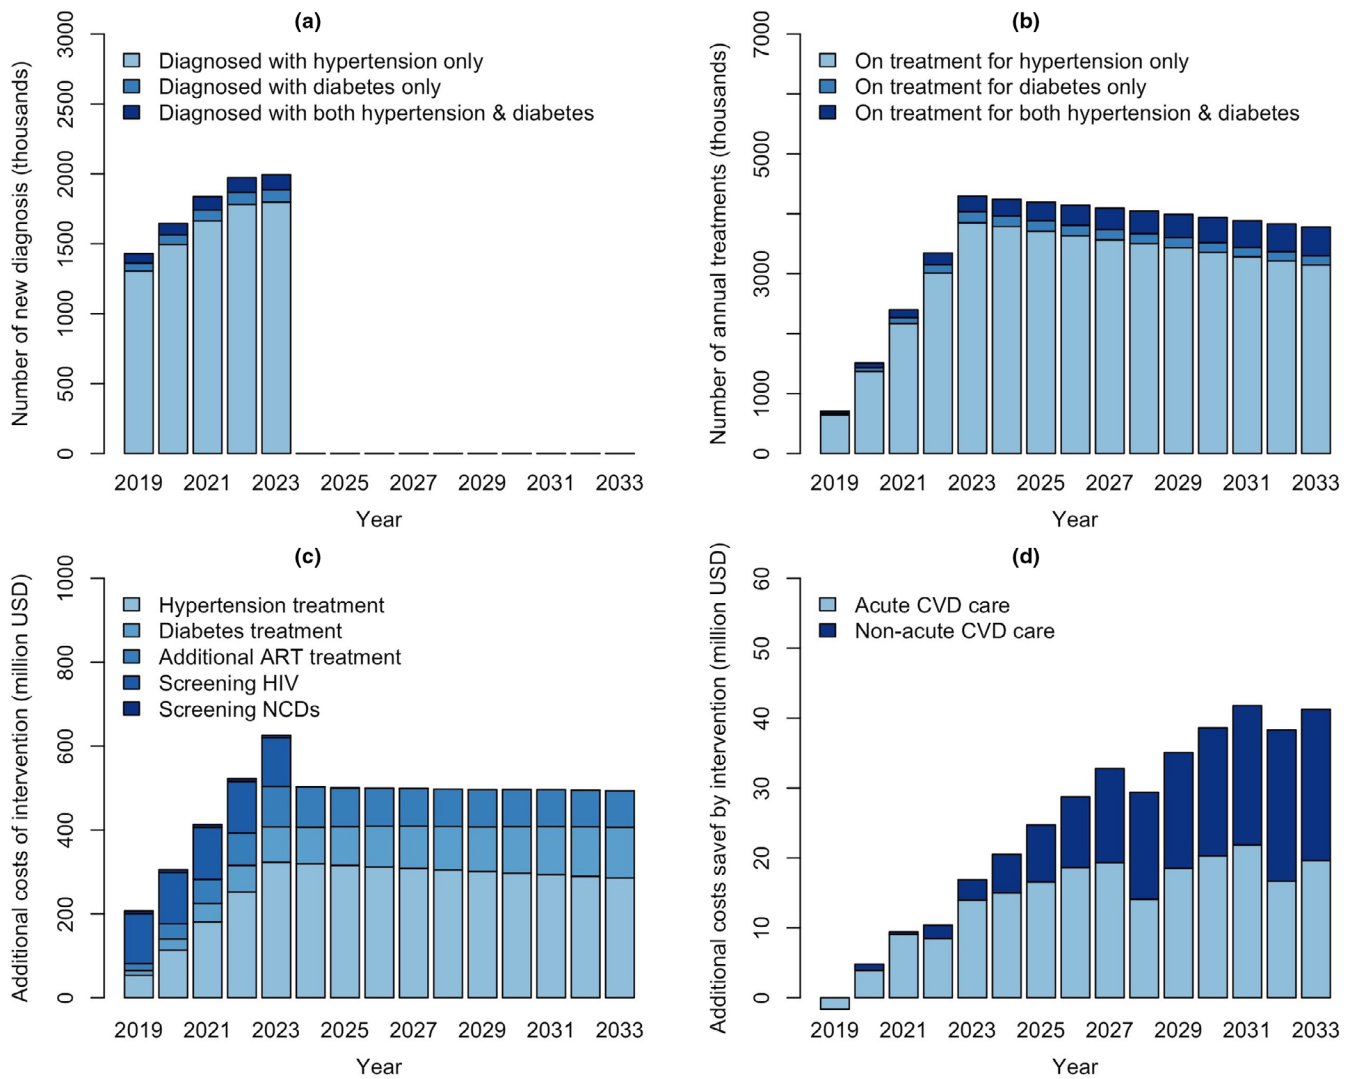 (a)
Number of new diagnosis (thousands)
3000
2500
2000
1500
1000
500
0
Diagnosed with hypertension only
Diagnosed with diabetes only
Diagnosed with both hypertension & diabetes
2019 2021 2023 2025 2027 2029 2031 2033
Year
(b)
Number of annual treatments (thousands)
7000
5000
3000
1000
0
On treatment for hypertension only
On treatment for diabetes only
On treatment for both hypertension & diabetes
2019 2021 2023 2025 2027 2029 2031 2033
Year
(c)
Additional costs of intervention (million USD)
1000
800
600
400
200
0
Hypertension treatment
Diabetes treatment
Additional ART treatment
Screening HIV
Screening NCDs
2019 2021 2023 2025 2027 2029 2031 2033
Year
(d)
Additional costs savef by intervention (million USD)
60
50
40
30
20
10
0
Acute CVD care
Non-acute CVD care
2019 2021 2023 2025 2027 2029 2031 2033
Year